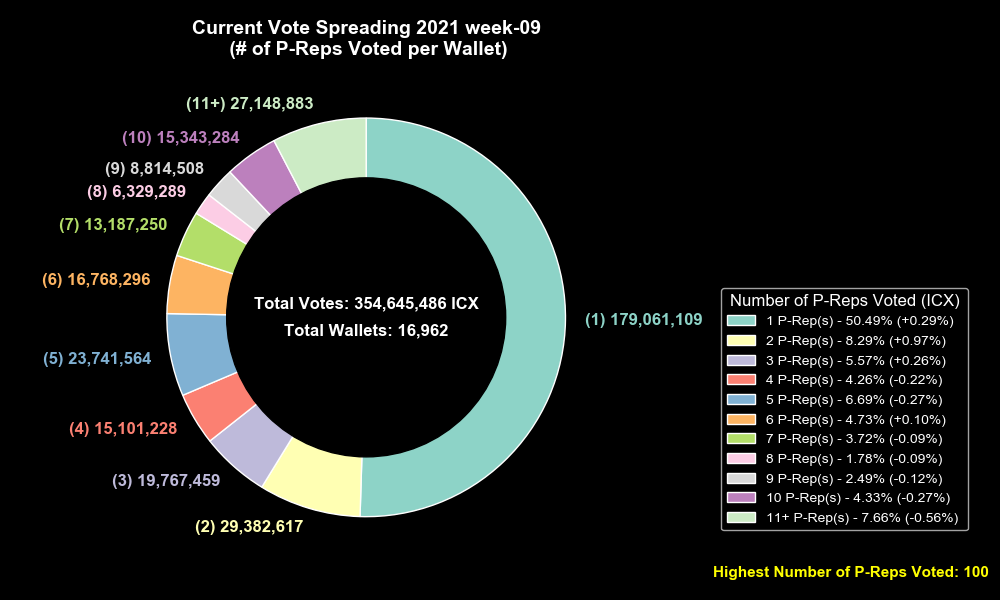 Current Vote Spreading 2021 week-09
(# of P-Reps Voted per Wallet)
(11+) 27,148,883
(10) 15,343,284
(9) 8,814,508
(8) 6,329,289
(7) 13,187,250
(6) 16,768,296
(5) 23,741,564
(4) 15,101,228
(3) 19,767,459
(2) 29,382,617
(1) 179,061,109
Total Votes: 354,645,486 ICX
Total Wallets: 16,962
Number of P-Reps Voted (ICX)
1 P-Rep(s) - 50.49% (+0.29%)
2 P-Rep(s) - 8.29% (+0.97%)
3 P-Rep(s) - 5.57% (+0.26%)
4 P-Rep(s) - 4.26% (-0.22%)
5 P-Rep(s) - 6.69% (-0.27%)
6 P-Rep(s) - 4.73% (+0.10%)
7 P-Rep(s) - 3.72% (-0.09%)
8 P-Rep(s) - 1.78% (-0.09%)
9 P-Rep(s) - 2.49% (-0.12%)
10 P-Rep(s) - 4.33% (-0.27%)
11+ P-Rep(s) - 7.66% (-0.56%)
Highest Number of P-Reps Voted: 100